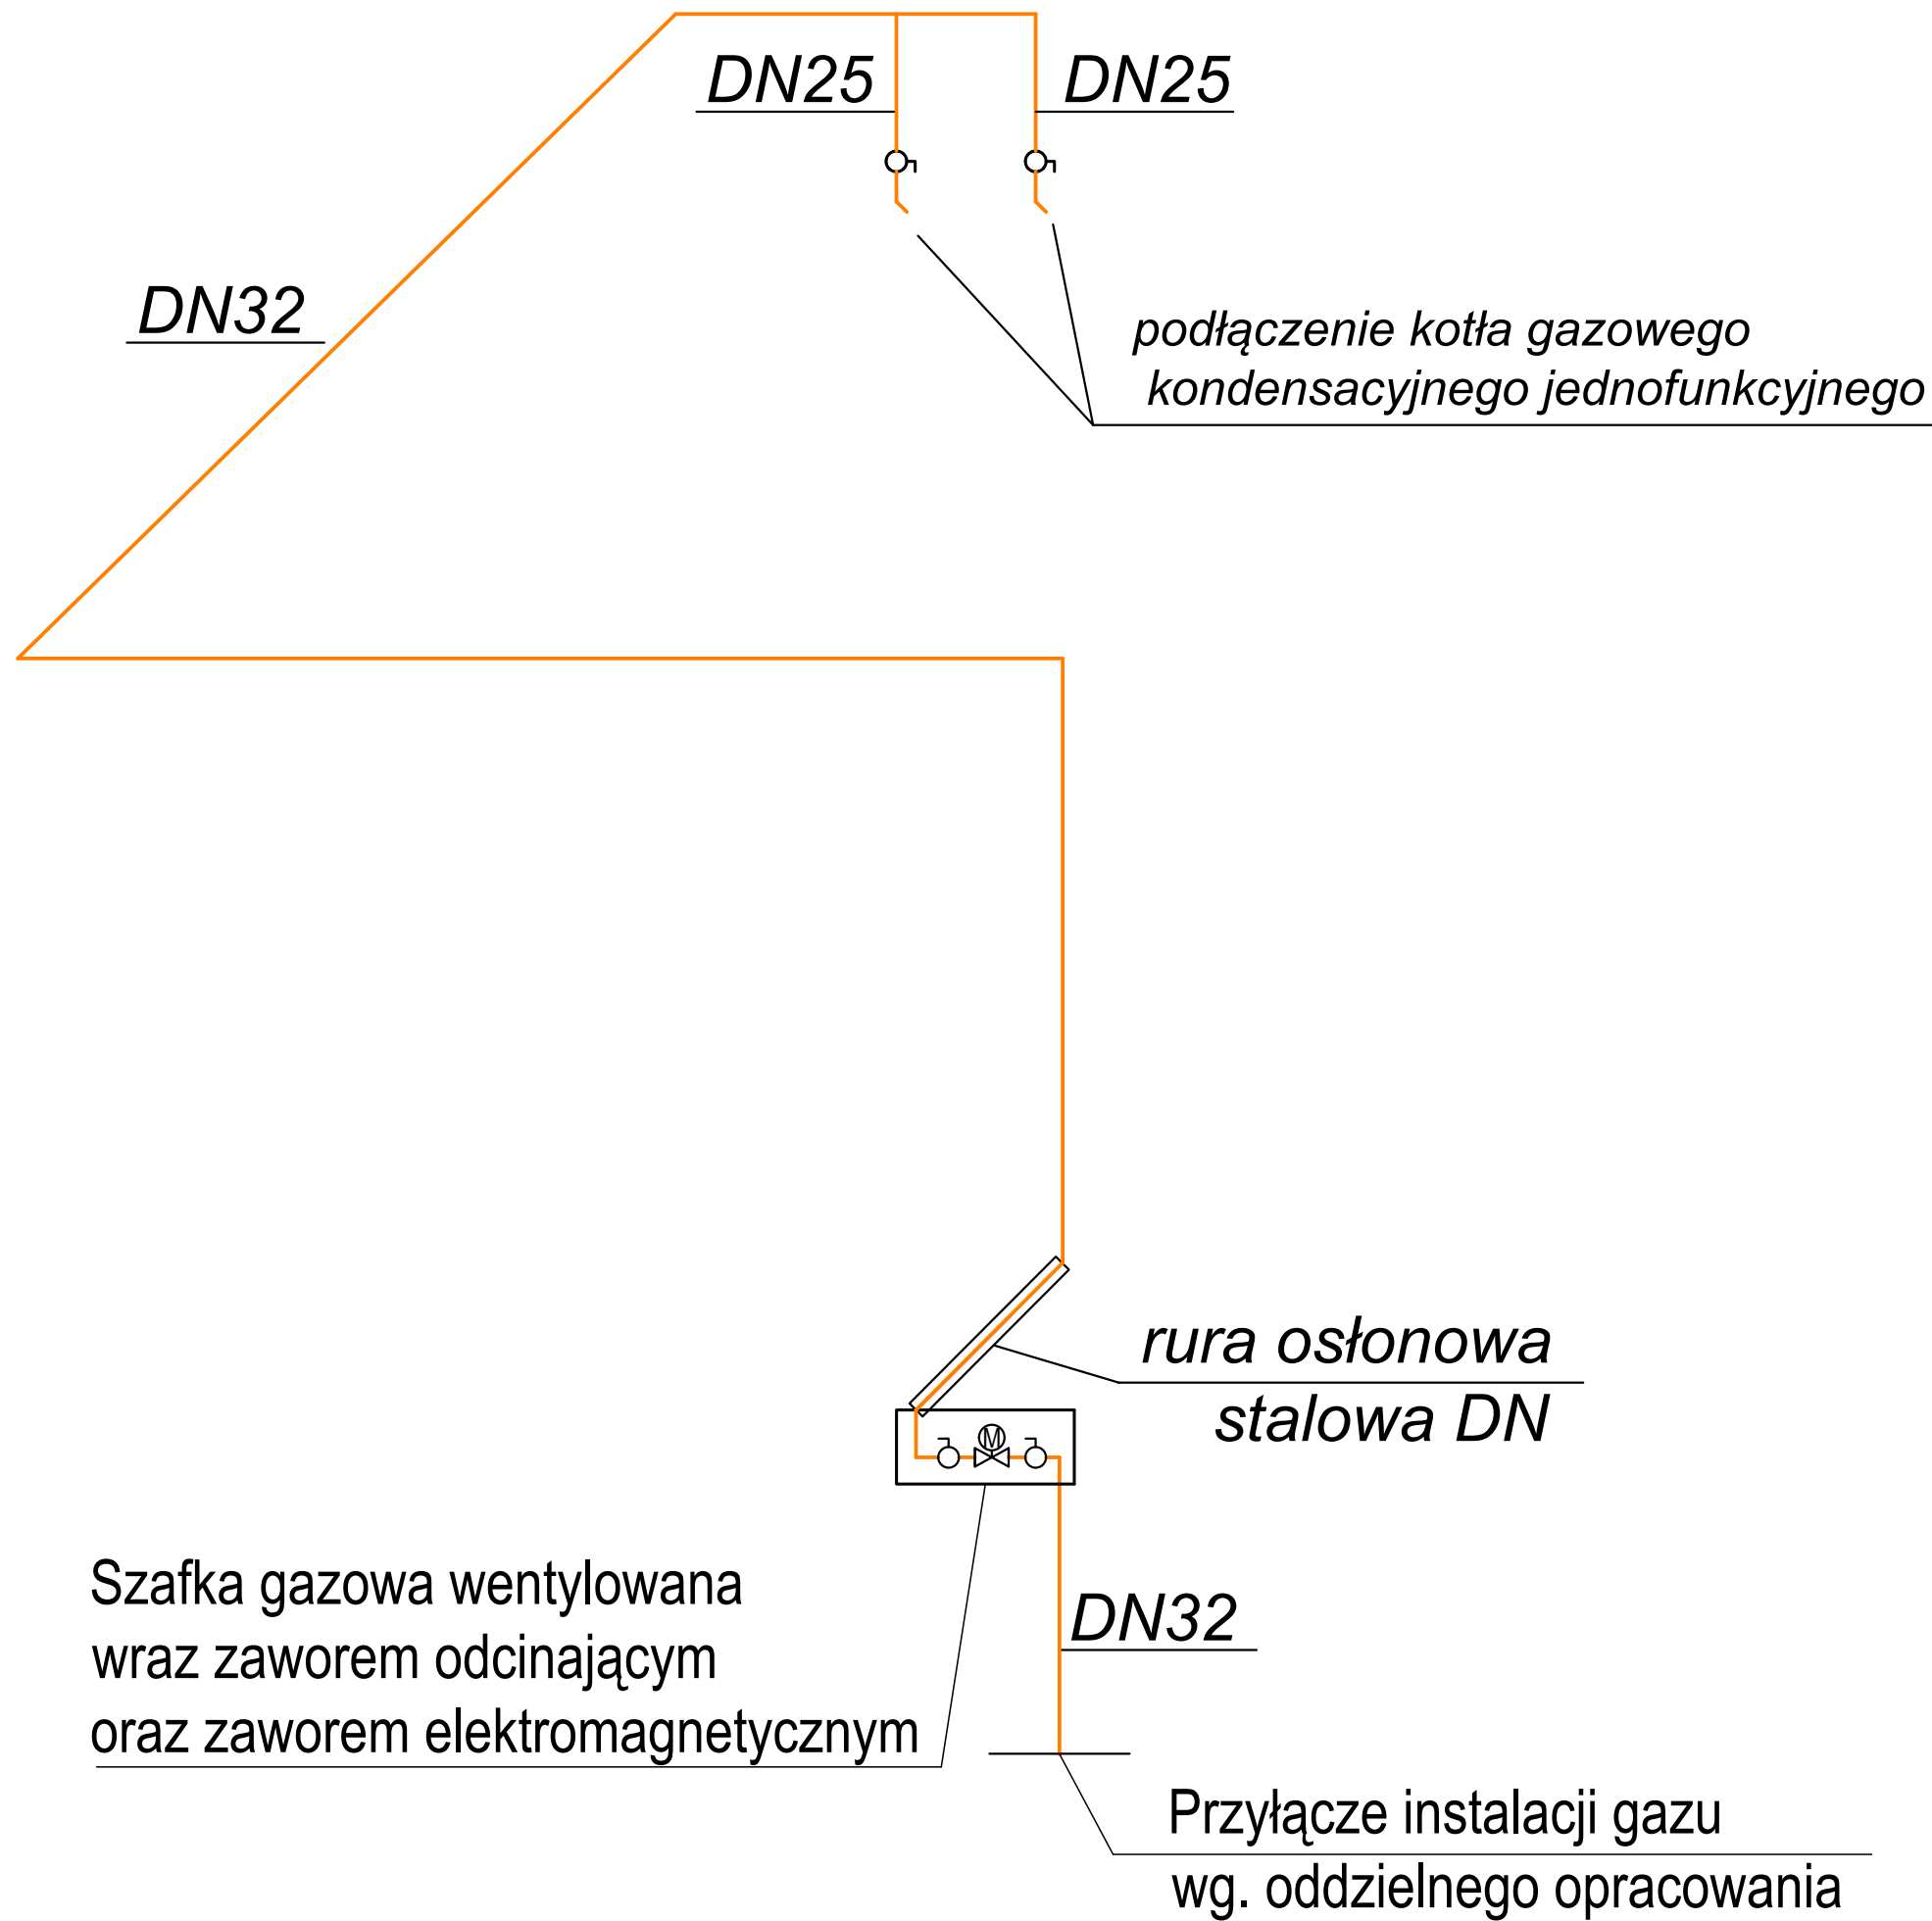 DN25
DN25
DN32
podłączenie kotła gazowego
kondensacyjnego jednofunkcyjnego
rura osłonowa
stalowa DN
M
Szafka gazowa wentylowana
wraz zaworem odcinającym
oraz zaworem elektromagnetycznym
DN32
Przyłącze instalacji gazu
wg. oddzielnego opracowania